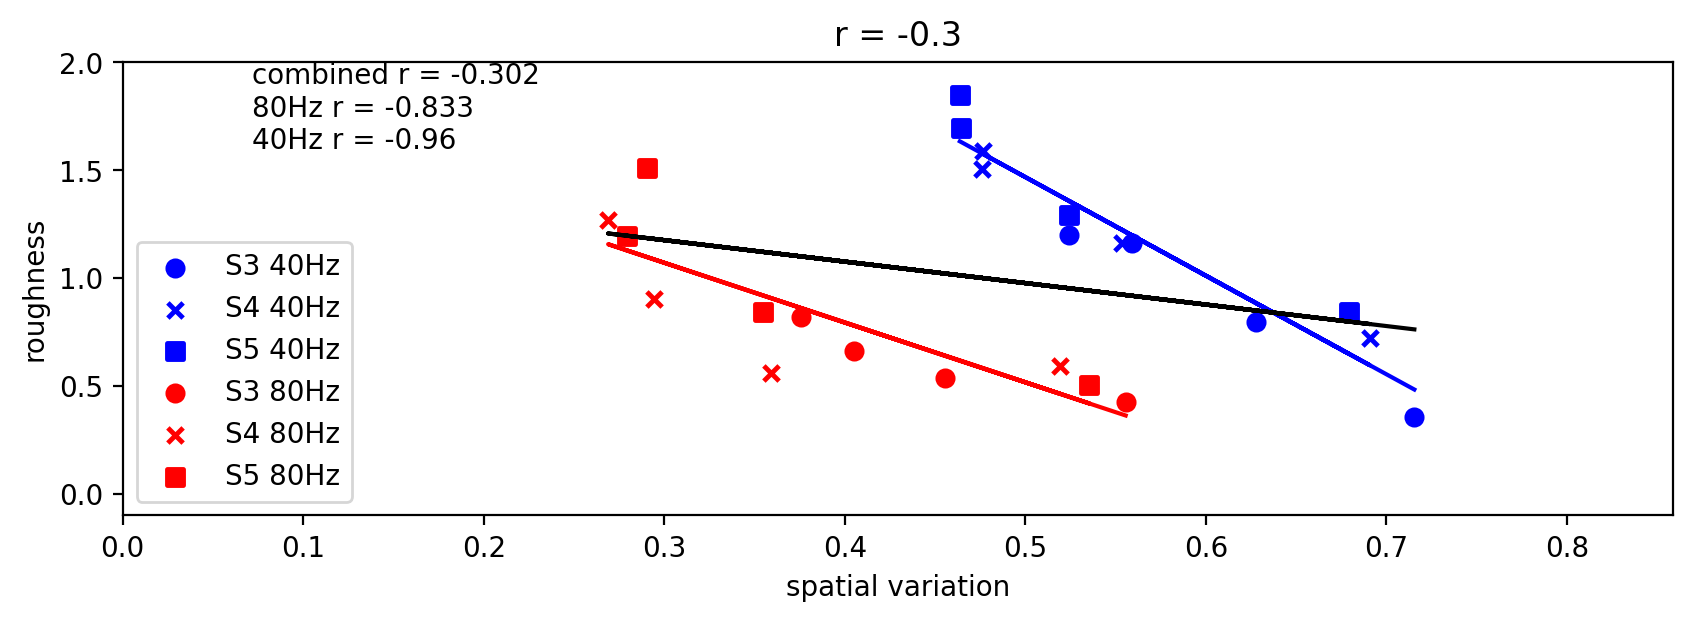 r = -0.3
combined r = -0.302
80Hz r = -0.833
40Hz r = -0.96
2.0
1.5
1.0
0.5
0.0
roughness
S3 40Hz
S4 40Hz
S5 40Hz
S3 80Hz
S4 80Hz
S5 80Hz
0.0 0.1 0.2 0.3 0.4 0.5 0.6 0.7 0.8
spatial variation